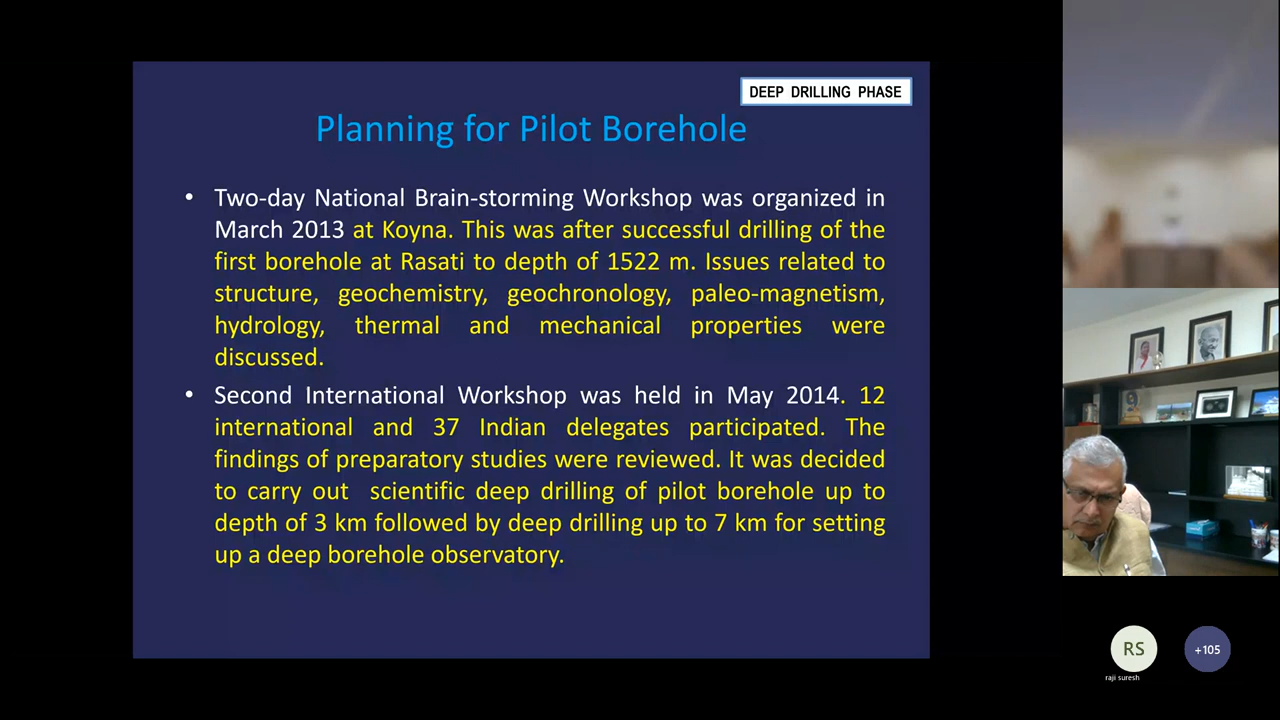 DEEP DRILLING PHASE
Planning for Pilot Borehole
• Two-day National Brain-storming Workshop was organized in
March 2013 at Koyna. This was after successful drilling of the
first borehole at Rasati to depth of 1522 m. Issues related to
structure, geochemistry, geochronology, paleo-magnetism,
hydrology, thermal and mechanical properties were
discussed.
• Second International Workshop was held in May 2014. 12
international and 37 Indian delegates participated. The
findings of preparatory studies were reviewed. It was decided
to carry out scientific deep drilling of pilot borehole up to
depth of 3 km followed by deep drilling up to 7 km for setting
up a deep borehole observatory.
RS
+105
raji suresh